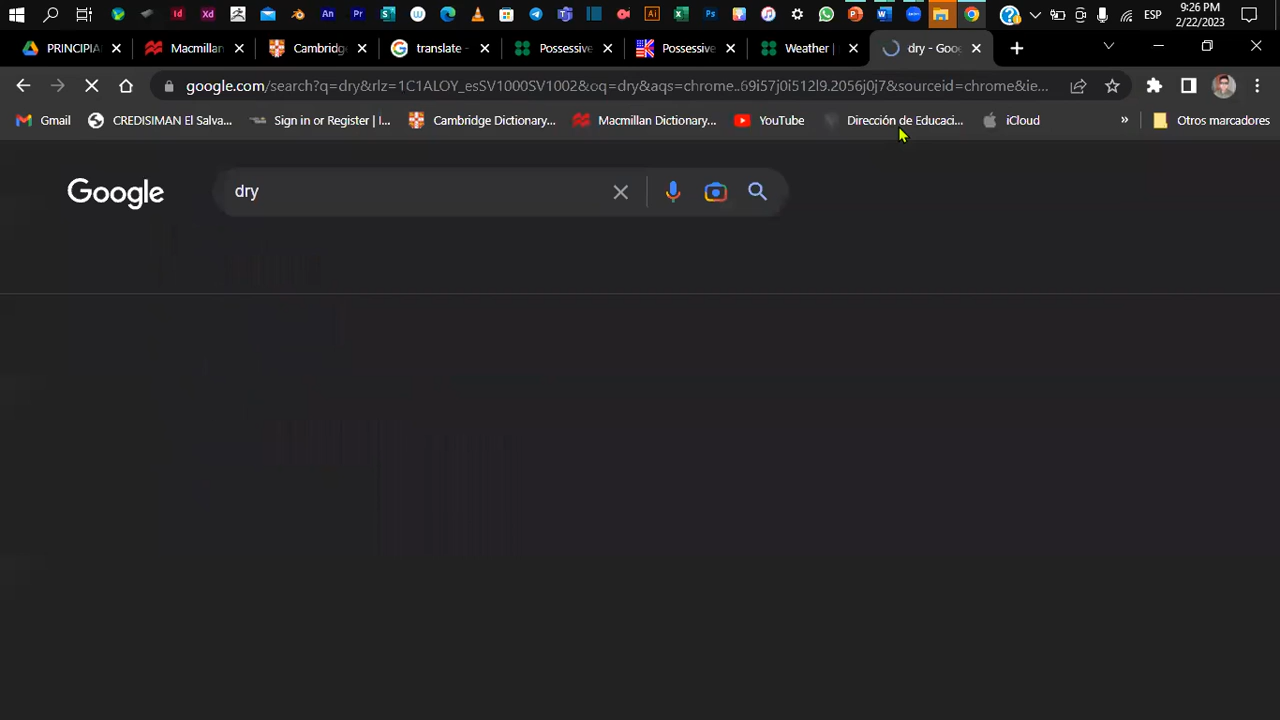 ESP
9:26 PM
2/22/2023
PRINCIPIA
Macmillan
Cambridg
translate -
Possessive
Possessive
Weather |
dry - Goo
google.com/search?q=dry&rlz=1C1ALOY_esSV1000SV1002&oq=dry&aqs=chrome..69i57j0i512l9.2056j0j7&sourceid=chrome&ie...
Gmail
CREDISIMAN El Salva...
Sign in or Register | I...
Cambridge Dictionary...
Macmillan Dictionary...
YouTube
Dirección de Educaci...
iCloud
»
Otros marcadores
Google
dry